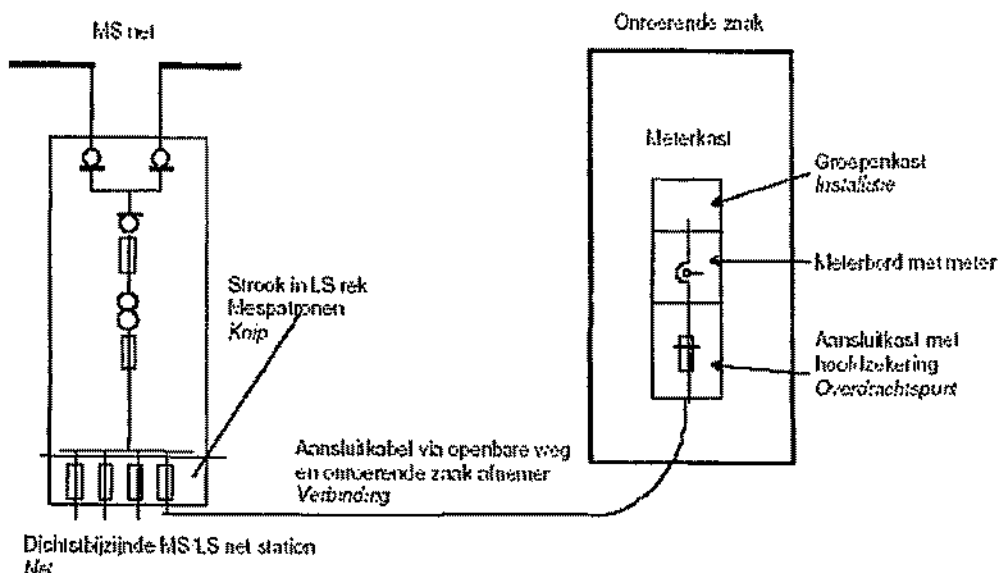 MS net
Onroerende zaak
Meterkast
Groepenkast
Installatie
Meterbord met meter
Aansluitkast met
hoofdzekering
Overdrachtspunt
Strook in LS rek
Mespatronen
Knip
Aansluitkabel via openbare weg
en onroerende zaak afnemer
Verbinding
Dichtstbijzijnde MS/LS net station
Net